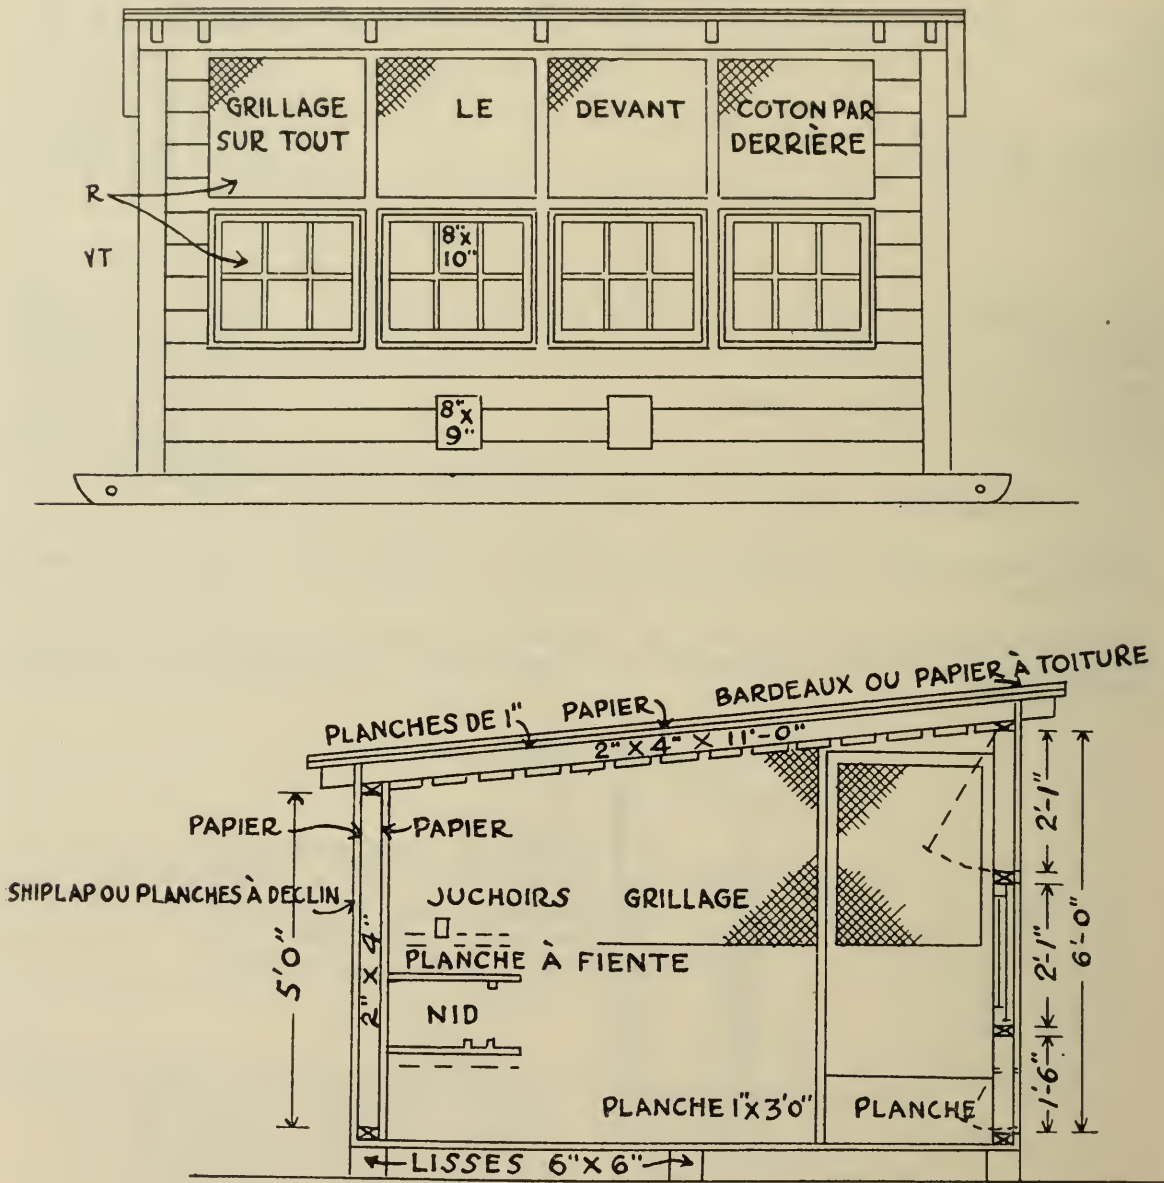 GRILLAGE
SUR TOUT
LE
DEVANT
COTON PAR
DERRIÈRE
R
VT
8"X
10"
8"X
9"
BARDEAUX OU PAPIER À TOITURE
PLANCHES DE 1"
PAPIER
2" X 4" X 11'-0"
PAPIER
PAPIER
SHIPLAP OU PLANCHES À DECLIN
5'0"
2" X 4"
JUCHOIRS
GRILLAGE
PLANCHE À FIENTE
NID
2'-1"
2'-1"
6'-0"
1'-6"
PLANCHE 1"X 3'0"
PLANCHE
LISSES 6"X 6"